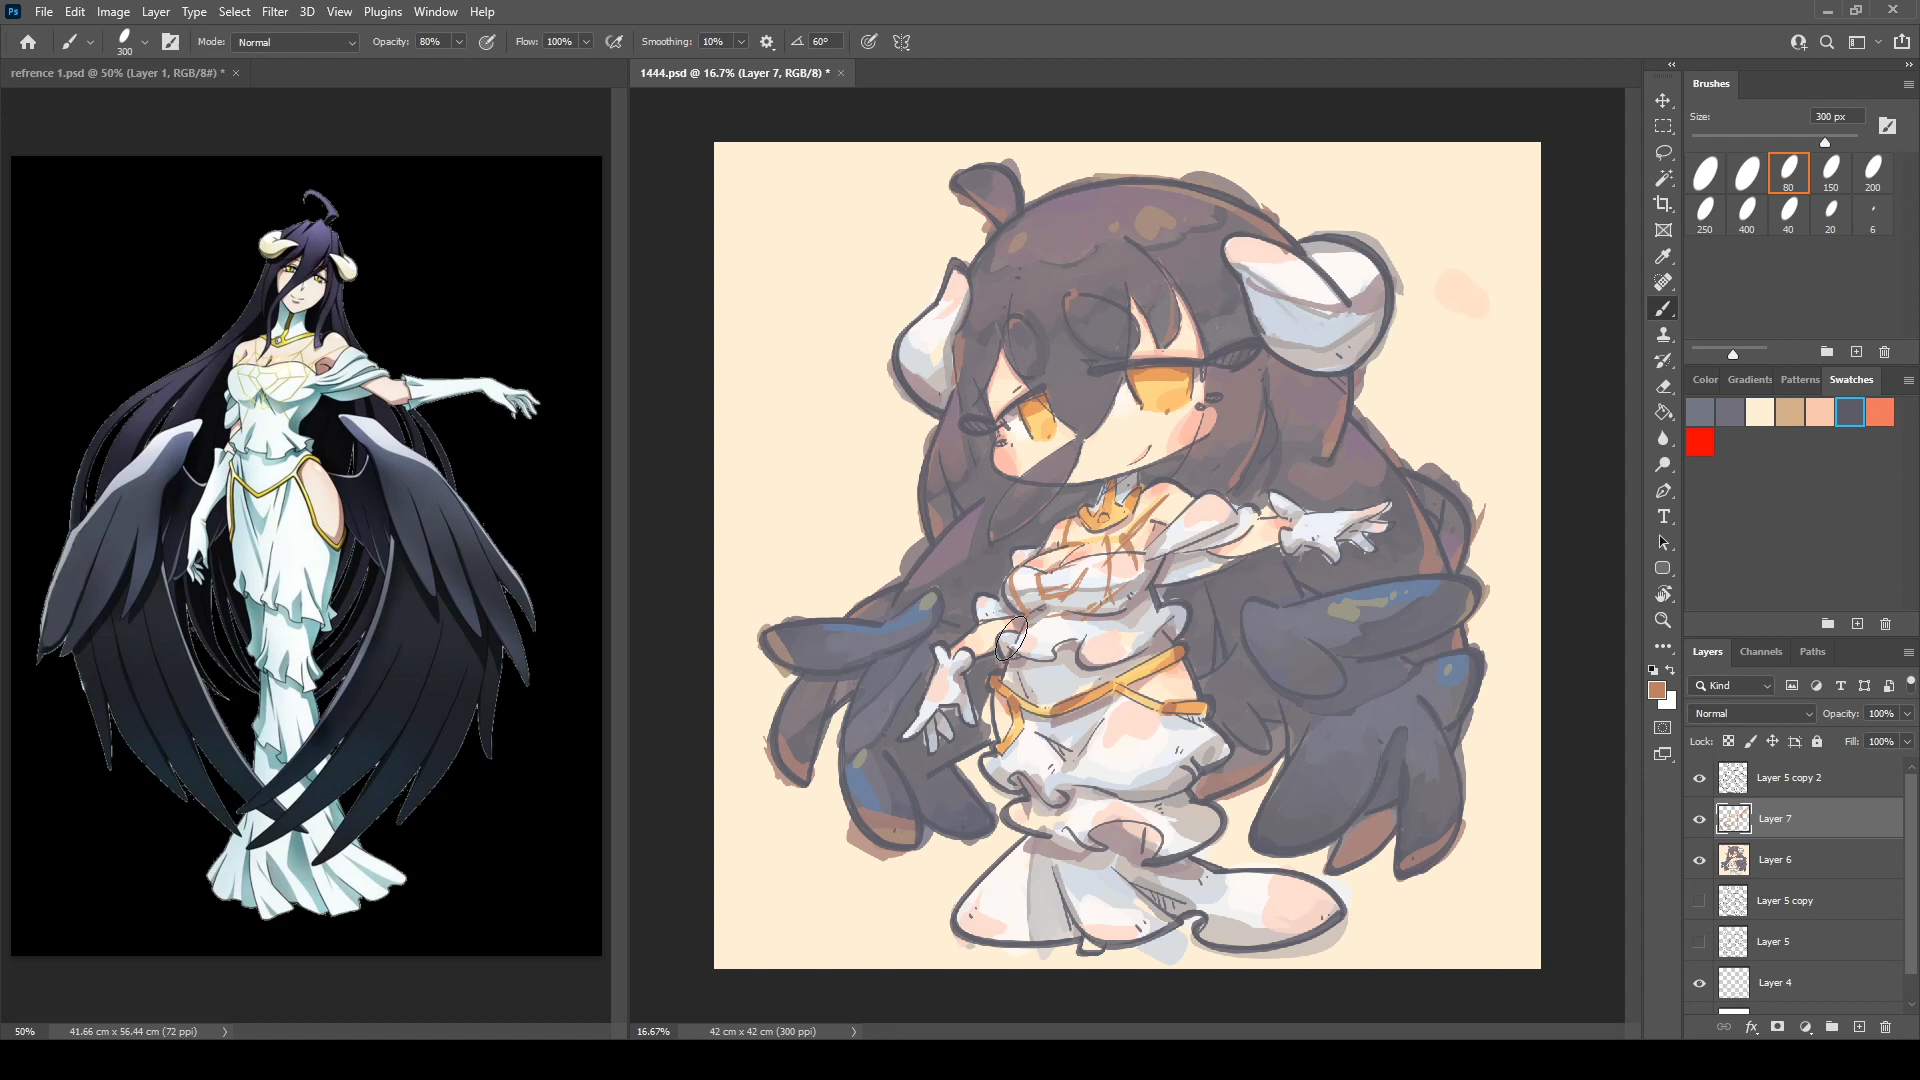 Ps File Edit Image Layer Type Select Filter 3D View Plugins Window Help
300 Mode: Normal Opacity: 80% Flow: 100% Smoothing: 10% 60°
refrence 1.psd @ 50% (Layer 1, RGB/8#) * ×
1444.psd @ 16.7% (Layer 7, RGB/8) * ×
Brushes
Size: 300 px
80 150 200
250 400 40 20 6
Color Gradients Patterns Swatches
Layers Channels Paths
Kind
Normal Opacity: 100%
Lock: Fill: 100%
Layer 5 copy 2
Layer 7
Layer 6
Layer 5 copy
Layer 5
Layer 4
50% 41.66 cm x 56.44 cm (72 ppi)
16.67% 42 cm x 42 cm (300 ppi)
fx